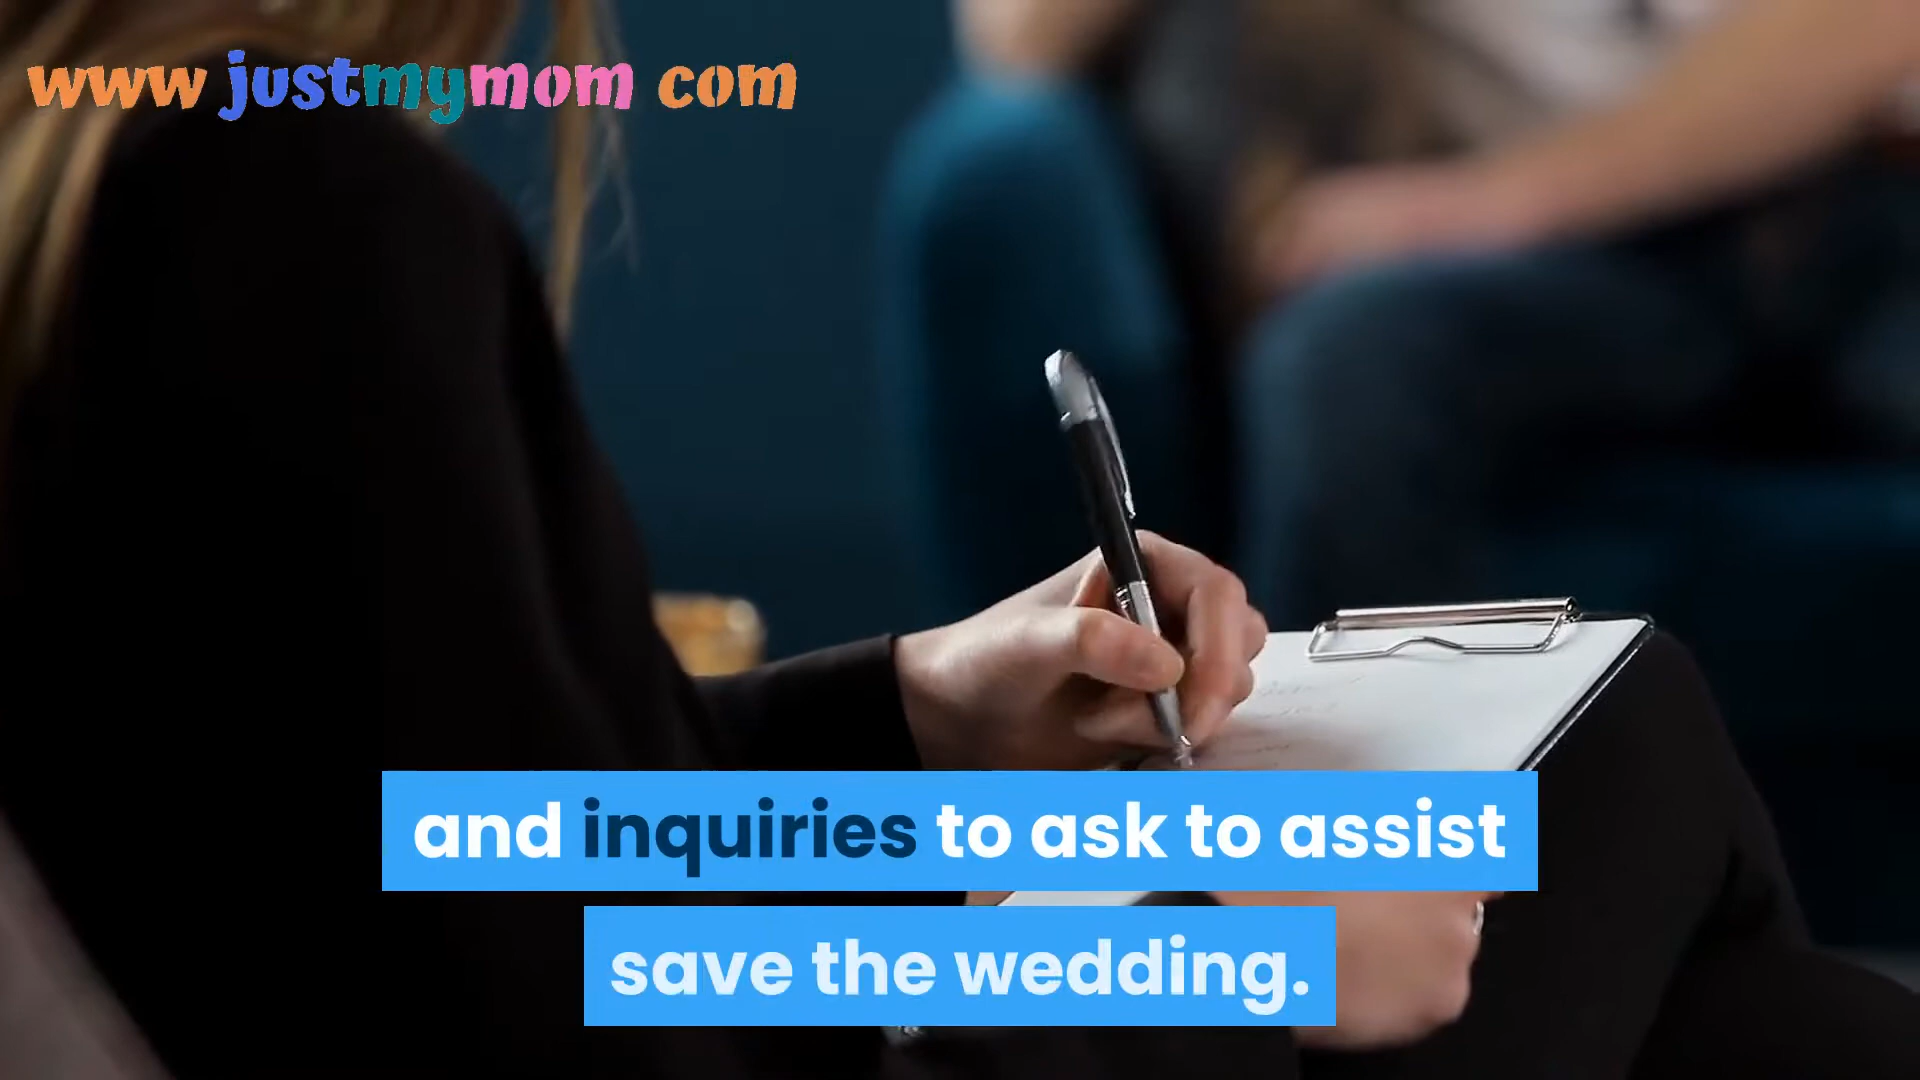 www justmymom com
and inquiries to ask to assist
save the wedding.